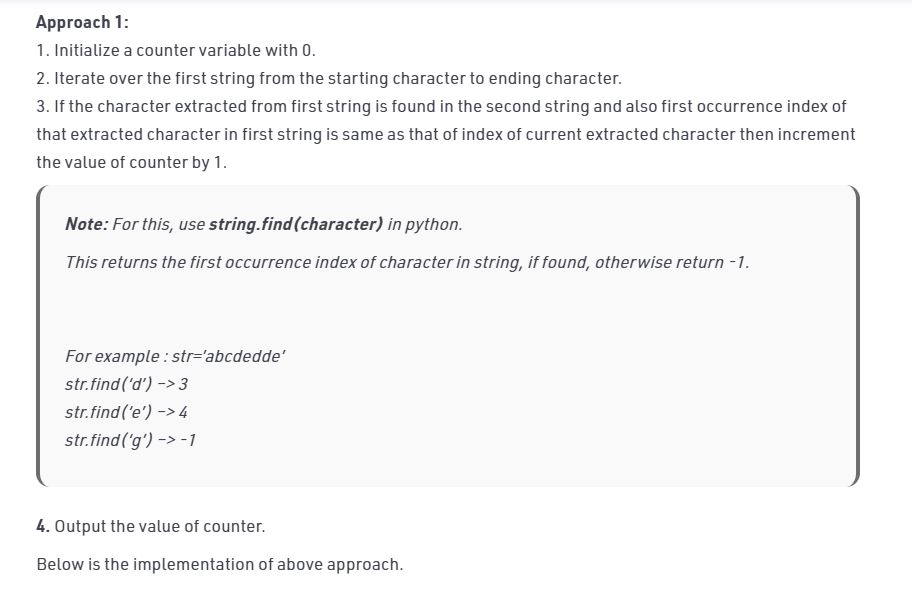 Approach 1:
1. Initialize a counter variable with 0.
2. Iterate over the first string from the starting character to ending character.
3. If the character extracted from first string is found in the second string and also first occurrence index of
that extracted character in first string is same as that of index of current extracted character then increment
the value of counter by 1.
Note: For this, use string.find(character) in python.
This returns the first occurrence index of character in string, if found, otherwise return -1.
For example : str=’abcdedde’
str.find(‘d’) –> 3
str.find(‘e’) –> 4
str.find(‘g’) –> -1
4. Output the value of counter.
Below is the implementation of above approach.